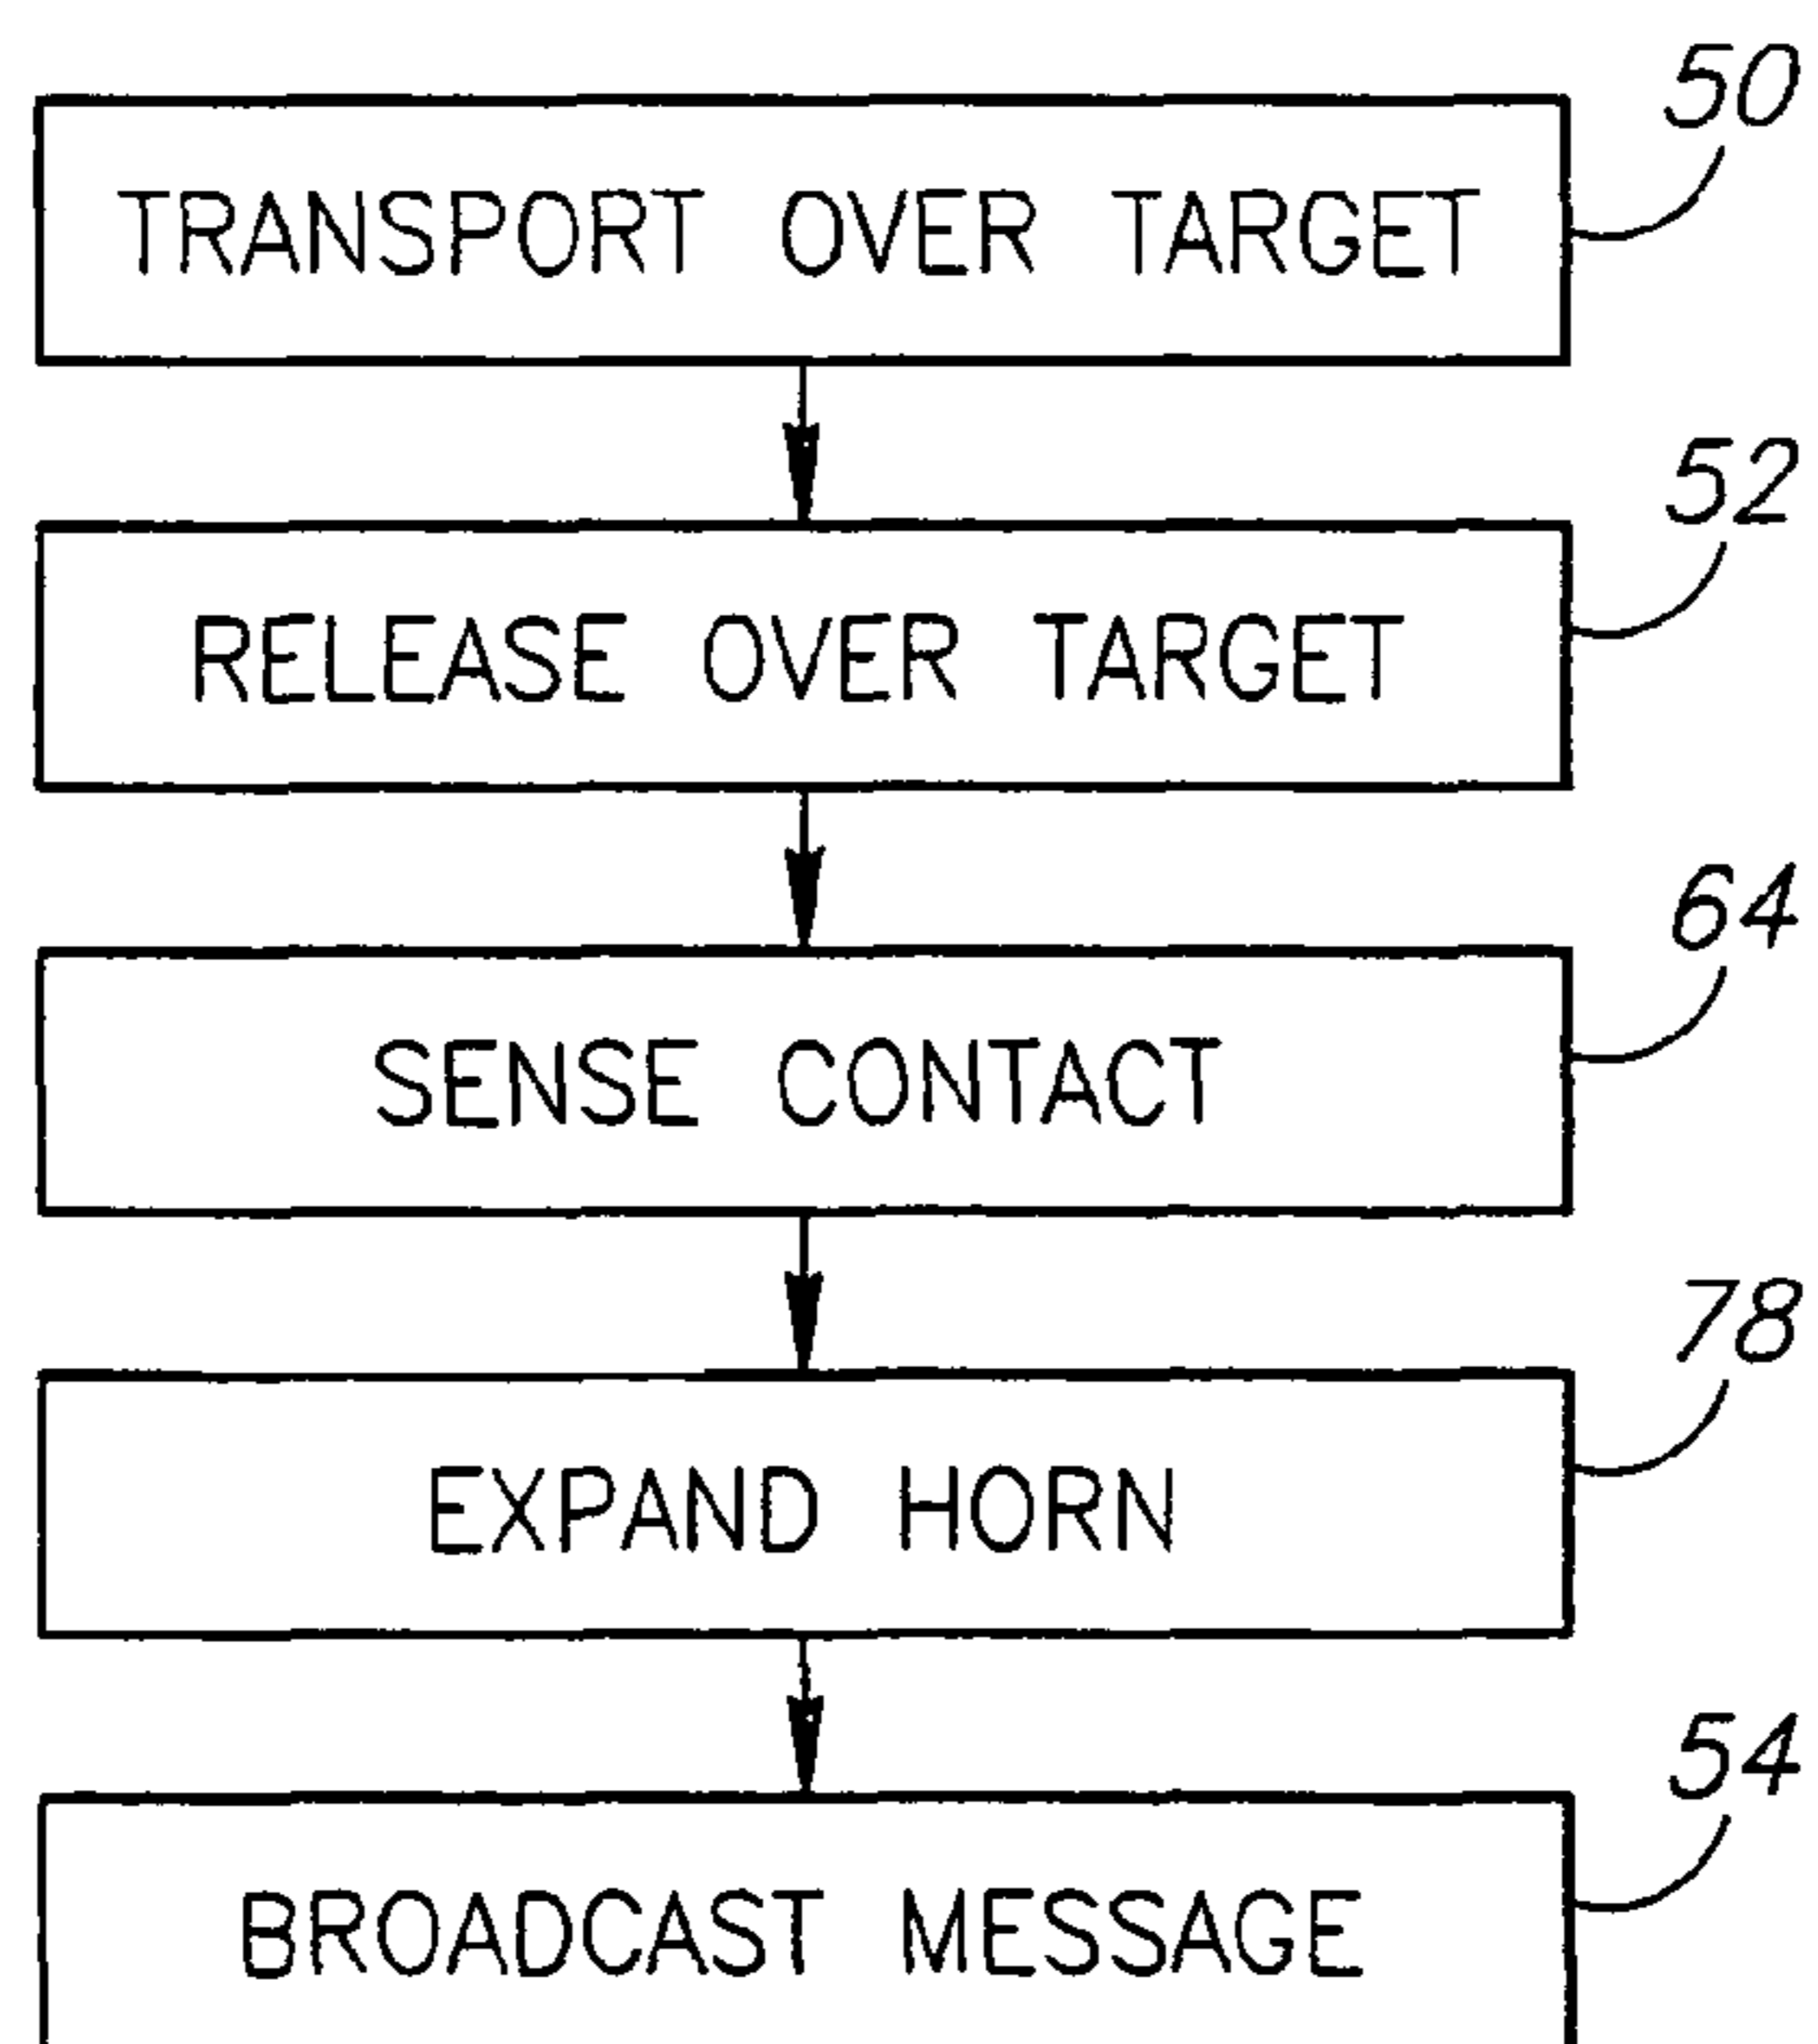 50
TRANSPORT OVER TARGET
52
RELEASE OVER TARGET
64
SENSE CONTACT
78
EXPAND HORN
54
BROADCAST MESSAGE